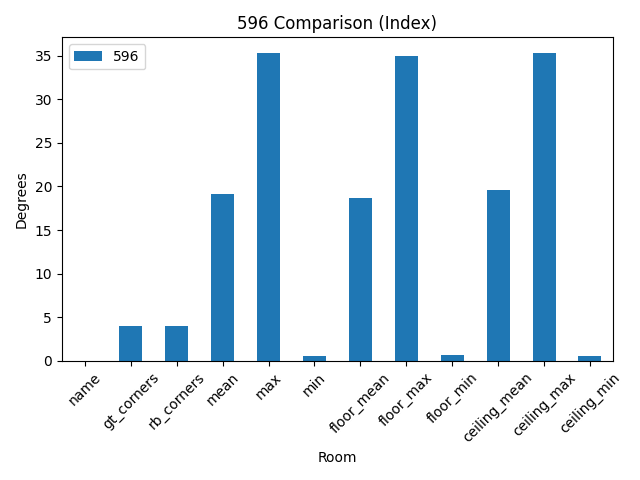 596 Comparison (Index)
596
Degrees
35
30
25
20
15
10
5
0
name
gt_corners
rb_corners
mean
max
min
floor_mean
floor_max
floor_min
ceiling_mean
ceiling_max
ceiling_min
Room